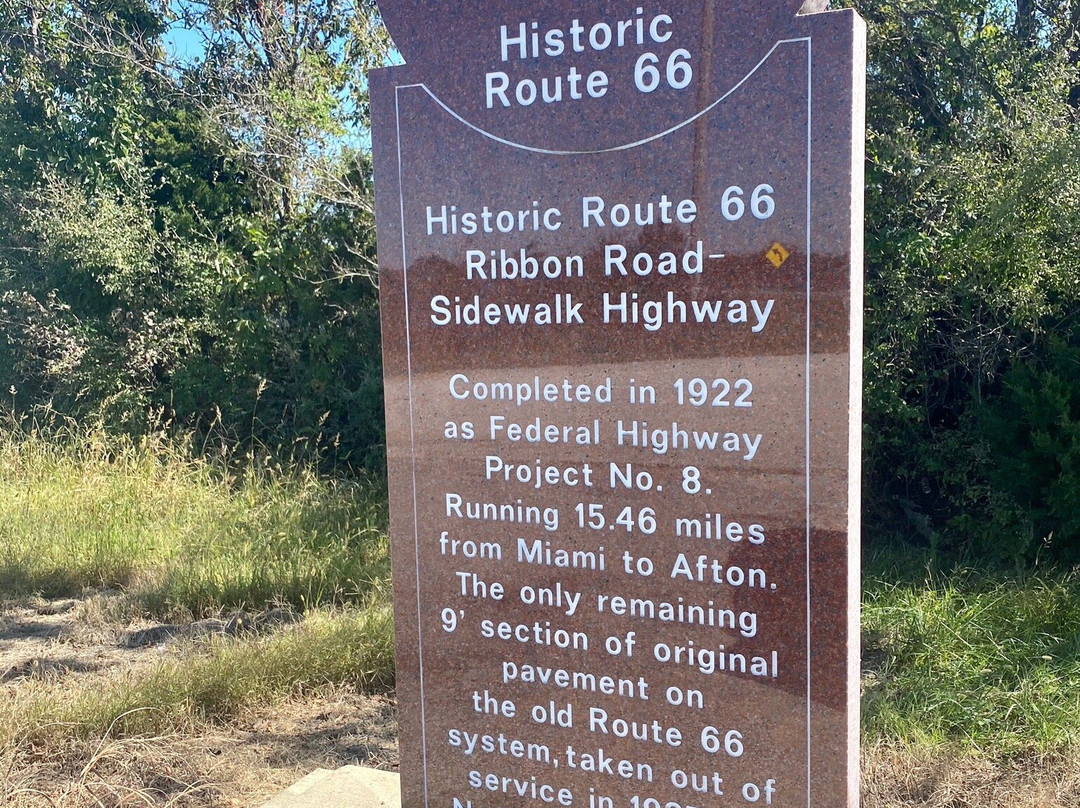 Historic
Route 66
Historic Route 66
Ribbon Road-
Sidewalk Highway
Completed in 1922
as Federal Highway
Project No. 8.
Running 15.46 miles
from Miami to Afton.
The only remaining
9' section of original
pavement on
the old Route 66
system, taken out of
service in